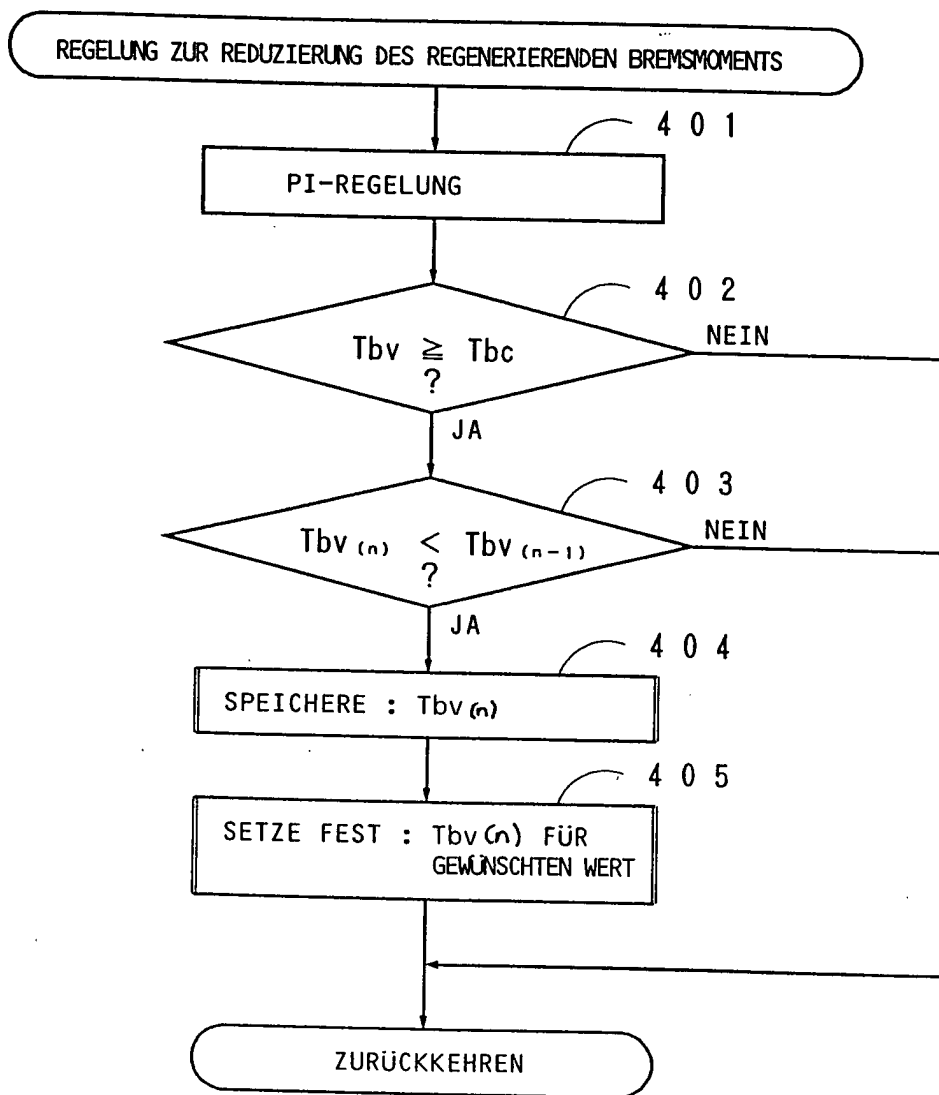 REGELUNG ZUR REDUZIERUNG DES REGENERIERENDEN BREMSMOMENTS
401
PI-REGELUNG
402
Tbv ≧ Tbc
?
NEIN
JA
403
Tbv(n) < Tbv(n-1)
?
NEIN
JA
404
SPEICHERE : Tbv(n)
405
SETZE FEST : Tbv(n) FÜR
GEWÜNSCHTEN WERT
ZURÜCKKEHREN